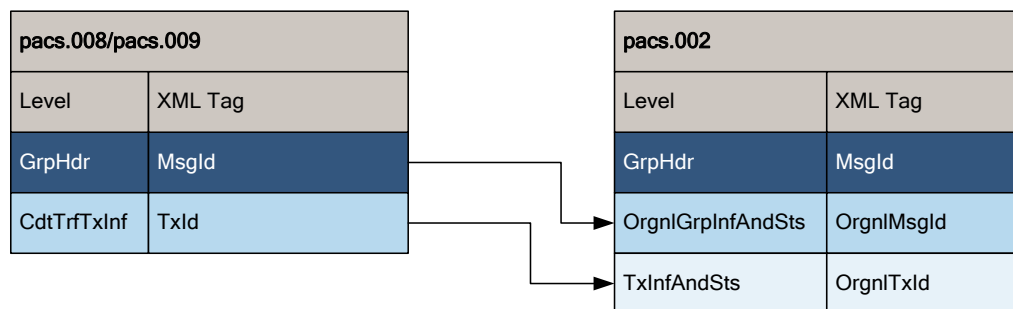 pacs.008/pacs.009
Level XML Tag
GrpHdr MsgId
CdtTrfTxInf TxId
pacs.002
Level XML Tag
GrpHdr MsgId
OrgnlGrpInfAndSts OrgnlMsgId
TxInfAndSts OrgnlTxId